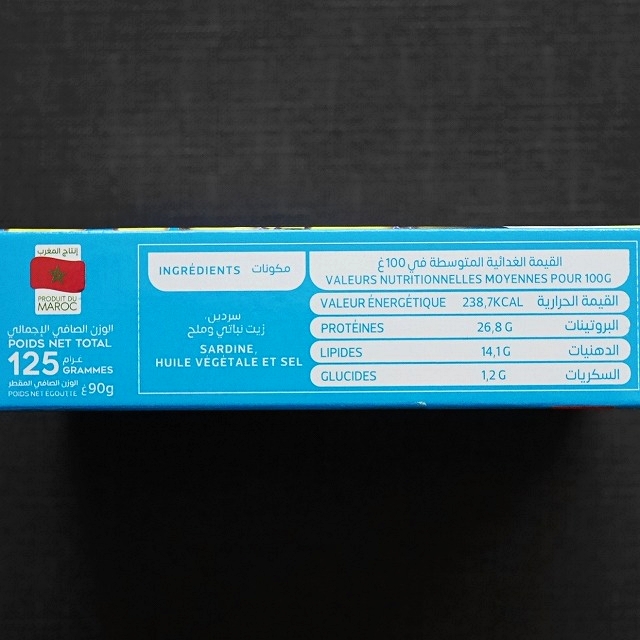 إنتاج المغرب
PRODUIT DU
MAROC
الوزن الصافي الإجمالي
POIDS NET TOTAL
125 غرام
GRAMMES
الوزن الصافي المقطر
POIDS NET EGOUTTE 90g غ
INGRÉDIENTS مكونات
سردين،
زيت نباتي وملح
SARDINE,
HUILE VÉGÉTALE ET SEL
القيمة الغدائية المتوسطة في 100غ
VALEURS NUTRITIONNELLES MOYENNES POUR 100G
VALEUR ÉNERGÉTIQUE 238,7KCAL القيمة الحرارية
PROTÉINES 26,8 G البروتينات
LIPIDES 14,1 G الدهنيات
GLUCIDES 1,2 G السكريات